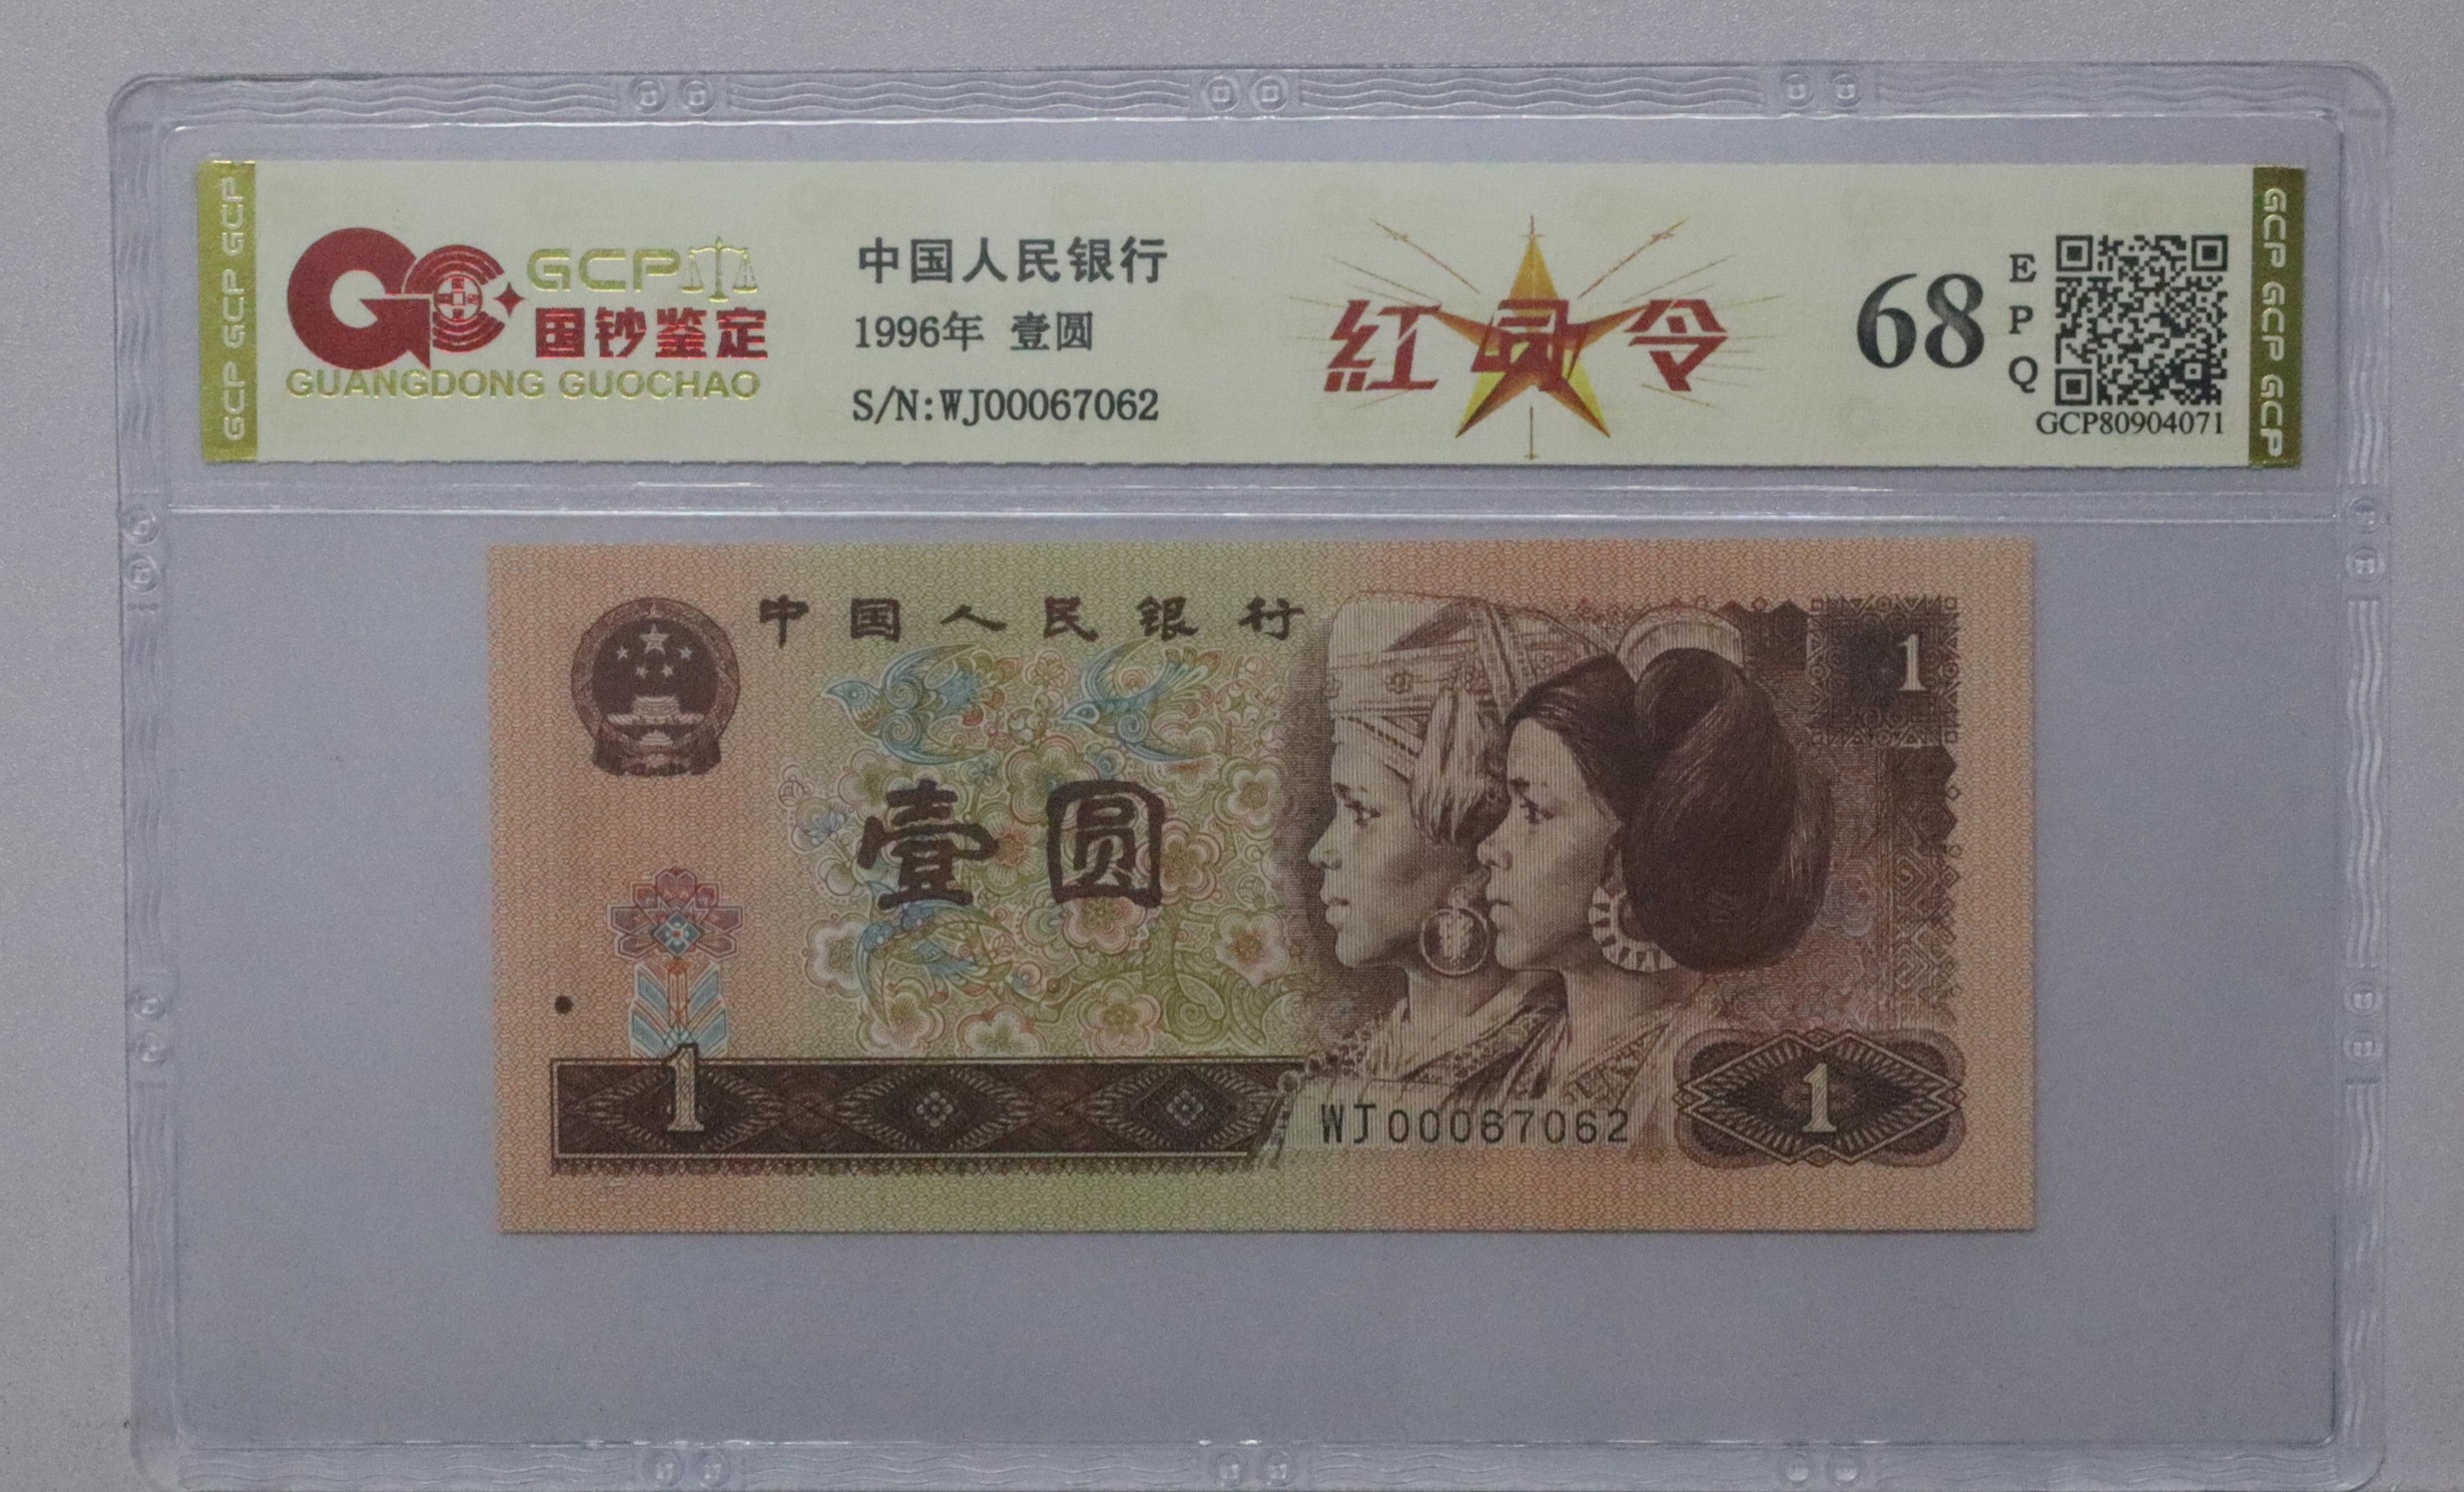 GCP GCP GCP
GCP
国钞鉴定
GUANGDONG GUOCHAO
中国人民银行
1996年 壹圆
S/N:WJ00067062
紅 令
68
EPQ
GCP80904071
GCP GCP GCP
中国人民银行
1
壹圆
1
WJ00067062
1